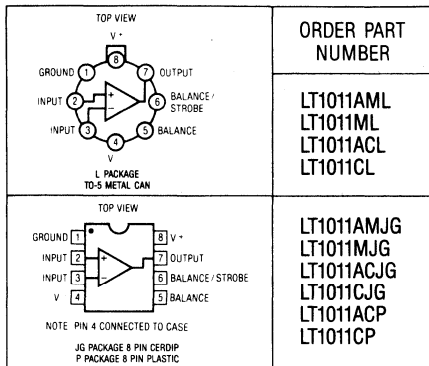 TOP VIEW
V+
8
GROUND 1
7 OUTPUT
INPUT 2
+
6 BALANCE/
STROBE
INPUT 3
−
5 BALANCE
4
V
L PACKAGE
TO-5 METAL CAN
ORDER PART
NUMBER
LT1011AML
LT1011ML
LT1011ACL
LT1011CL
TOP VIEW
GROUND 1
8 V+
INPUT 2
+
7 OUTPUT
INPUT 3
−
6 BALANCE/STROBE
V 4
5 BALANCE
NOTE PIN 4 CONNECTED TO CASE
JG PACKAGE 8 PIN CERDIP
P PACKAGE 8 PIN PLASTIC
LT1011AMJG
LT1011MJG
LT1011ACJG
LT1011CJG
LT1011ACP
LT1011CP